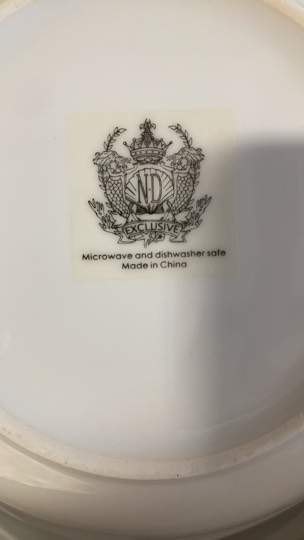 ND
EXCLUSIVE
Microwave and dishwasher safe
Made in China